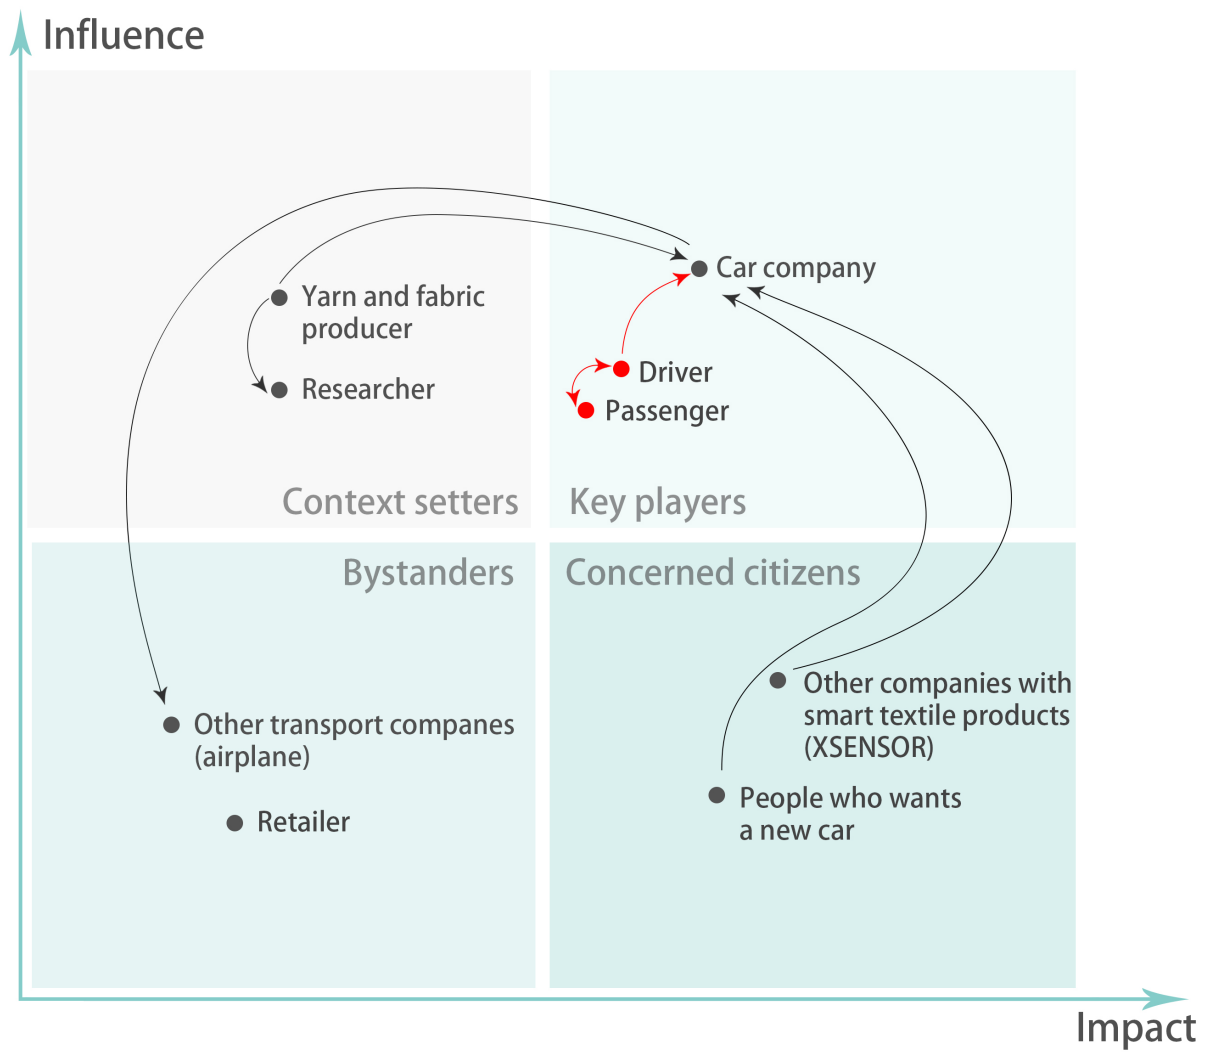 Influence
Car company
Yarn and fabric
producer
Researcher
Driver
Passenger
Context setters
Key players
Bystanders
Concerned citizens
Other transport companes
(airplane)
Retailer
Other companies with
smart textile products
(XSENSOR)
People who wants
a new car
Impact